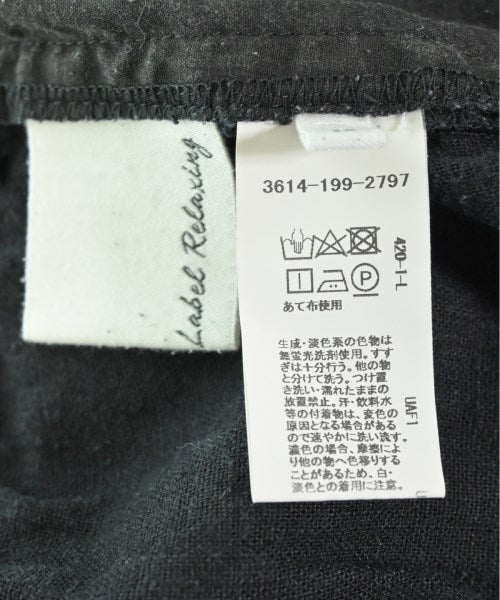 Label Relaxing
3614-199-2797
420-1-L
あて布使用
生成・淡色系の色物は
無蛍光洗剤使用。すす
ぎは十分行う。他の物
と分けて洗う。つけ置
き洗い・濡れたままの
放置禁止。汗・飲料水
等の付着物は、変色の
原因となる場合がある
ので速やかに洗い流す。
濃色の場合、摩擦によ
り他の物へ色移りする
ことがあるため、白・
淡色との着用に注意。
UAF1